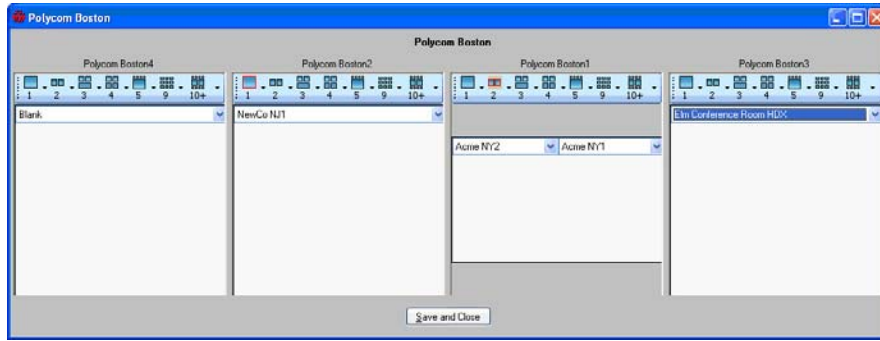 Polycom Boston
Polycom Boston
Polycom Boston4
Polycom Boston2
Polycom Boston1
Polycom Boston3
1 2 3 4 5 9 10+
1 2 3 4 5 9 10+
1 2 3 4 5 9 10+
1 2 3 4 5 9 10+
Blank
NewCo NJ1
Acme NY2
Acme NY1
Elm Conference Room HDX
Save and Close